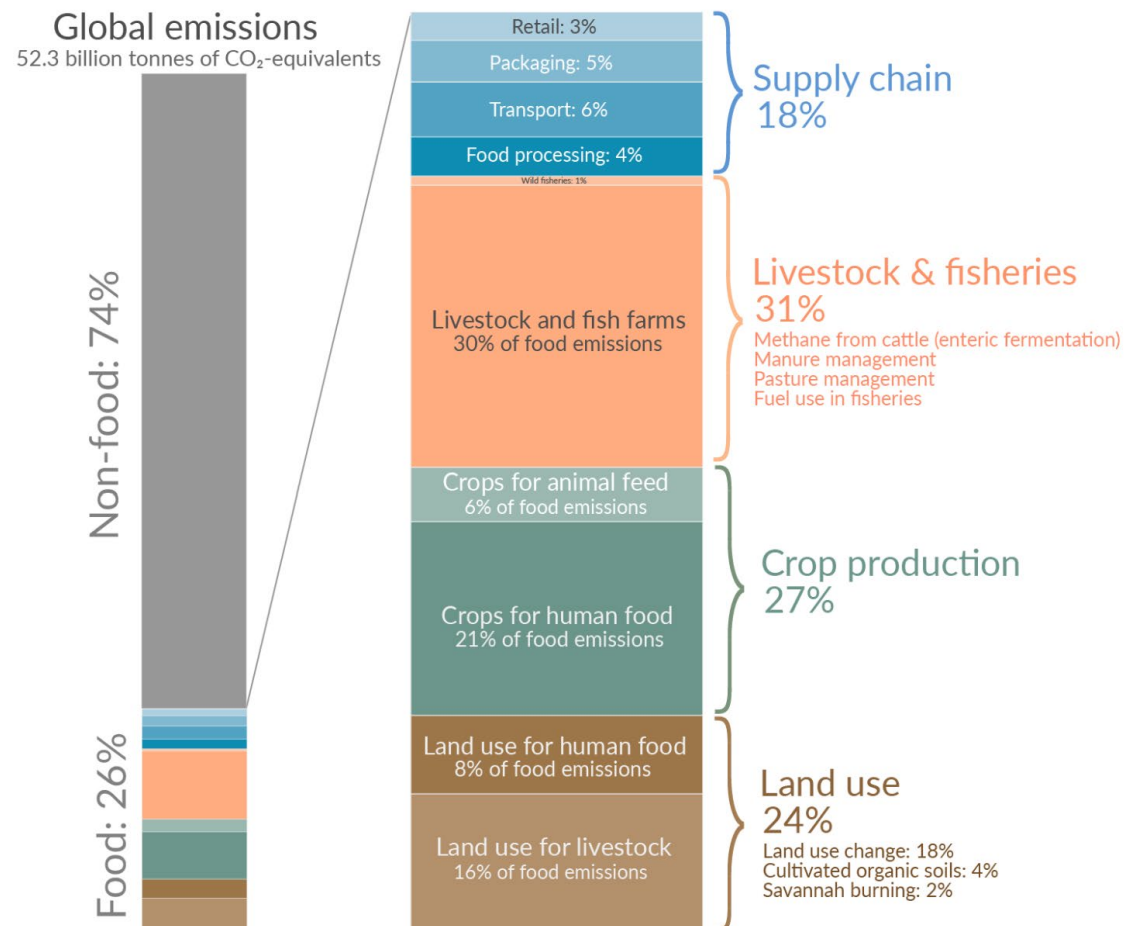 Global emissions
52.3 billion tonnes of CO₂-equivalents
Non-food: 74%
Food: 26%
Retail: 3%
Packaging: 5%
Transport: 6%
Food processing: 4%
Wild fisheries: 1%
Livestock and fish farms
30% of food emissions
Crops for animal feed
6% of food emissions
Crops for human food
21% of food emissions
Land use for human food
8% of food emissions
Land use for livestock
16% of food emissions
Supply chain
18%
Livestock & fisheries
31%
Methane from cattle (enteric fermentation)
Manure management
Pasture management
Fuel use in fisheries
Crop production
27%
Land use
24%
Land use change: 18%
Cultivated organic soils: 4%
Savannah burning: 2%